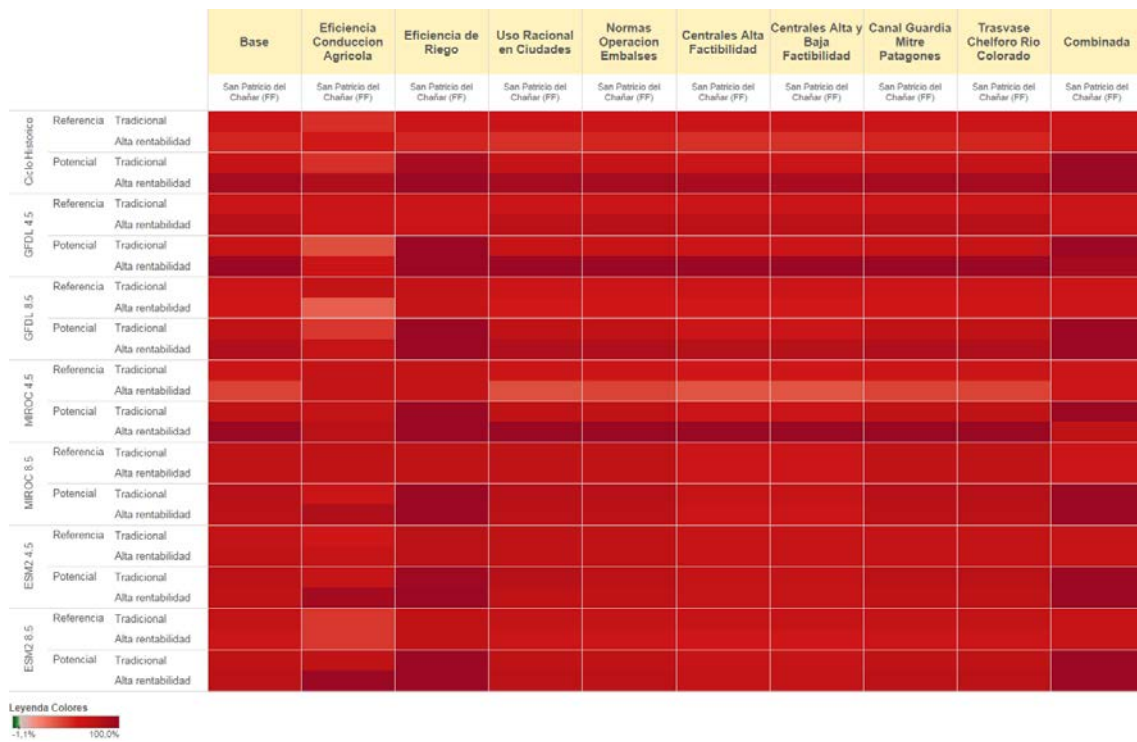 Base
Eficiencia Conduccion Agrícola
Eficiencia de Riego
Uso Racional en Ciudades
Normas Operacion Embalses
Centrales Alta Factibilidad
Centrales Alta y Baja Factibilidad
Canal Guardia Mitre Patagones
Trasvase Chelforo Rio Colorado
Combinada
San Patricio del Chañar (FF)
San Patricio del Chañar (FF)
San Patricio del Chañar (FF)
San Patricio del Chañar (FF)
San Patricio del Chañar (FF)
San Patricio del Chañar (FF)
San Patricio del Chañar (FF)
San Patricio del Chañar (FF)
San Patricio del Chañar (FF)
San Patricio del Chañar (FF)
Ciclo Historico
Referencia Tradicional
Alta rentabilidad
Potencial Tradicional
Alta rentabilidad
GFDL 4.5
Referencia Tradicional
Alta rentabilidad
Potencial Tradicional
Alta rentabilidad
GFDL 8.5
Referencia Tradicional
Alta rentabilidad
Potencial Tradicional
Alta rentabilidad
MIROC 4.5
Referencia Tradicional
Alta rentabilidad
Potencial Tradicional
Alta rentabilidad
MIROC 8.5
Referencia Tradicional
Alta rentabilidad
Potencial Tradicional
Alta rentabilidad
ESM2 4.5
Referencia Tradicional
Alta rentabilidad
Potencial Tradicional
Alta rentabilidad
ESM2 8.5
Referencia Tradicional
Alta rentabilidad
Potencial Tradicional
Alta rentabilidad
Leyenda Colores
-1,1% 100,0%